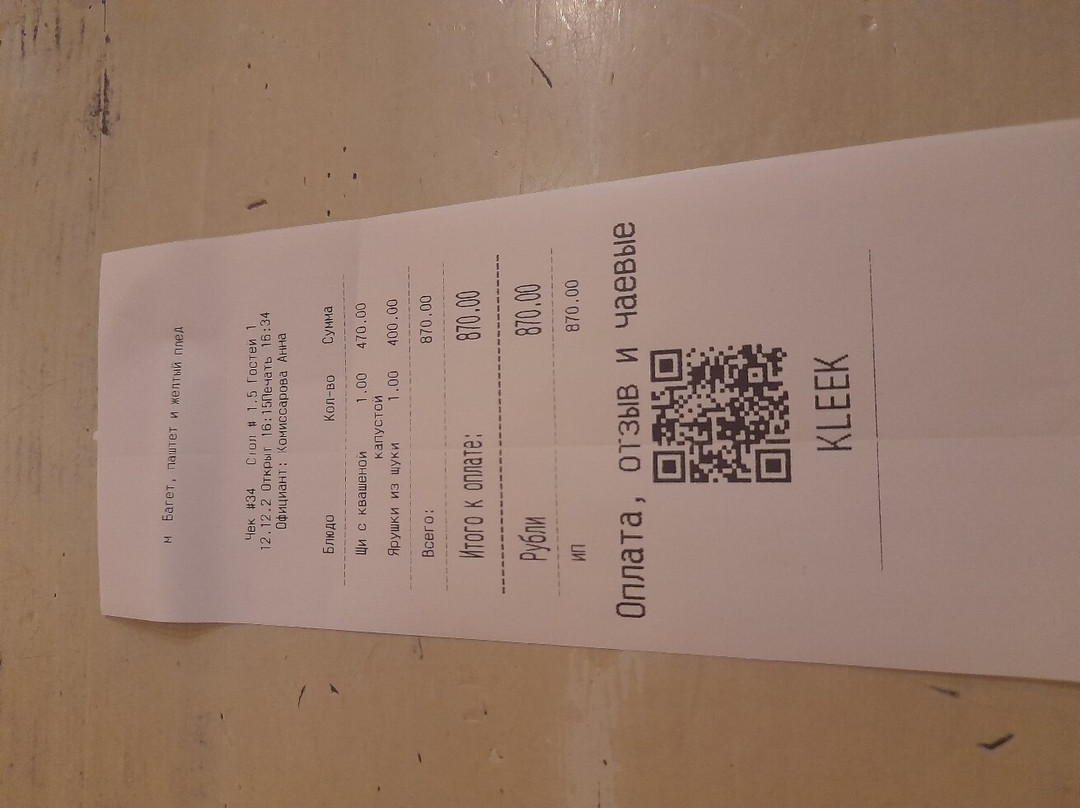 м Багет, паштет и желтый плед
Чек #34 Стол # 1.5 Гостей 1
12.12.2 Открыт 16:15Печать 16:34
Официант: Комиссарова Анна
Блюдо Кол-во Сумма
Щи с квашеной 1.00 470.00
капустой
Ярушки из щуки 1.00 400.00
Всего: 870.00
Итого к оплате: 870.00
Рубли 870.00
ИП 870.00
Оплата, отзыв и чаевые
KLEEK